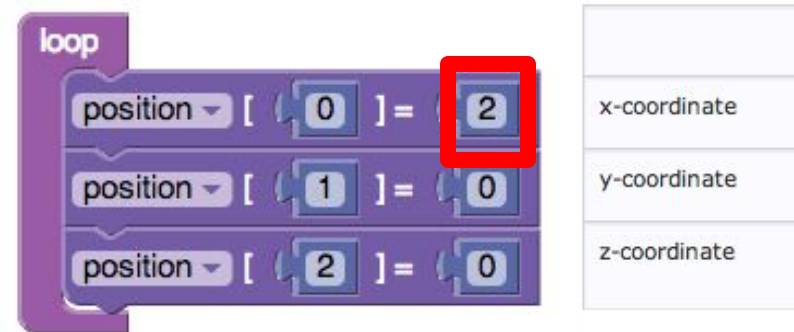 loop
position [ 0 ] = 2 x-coordinate
position [ 1 ] = 0 y-coordinate
position [ 2 ] = 0 z-coordinate